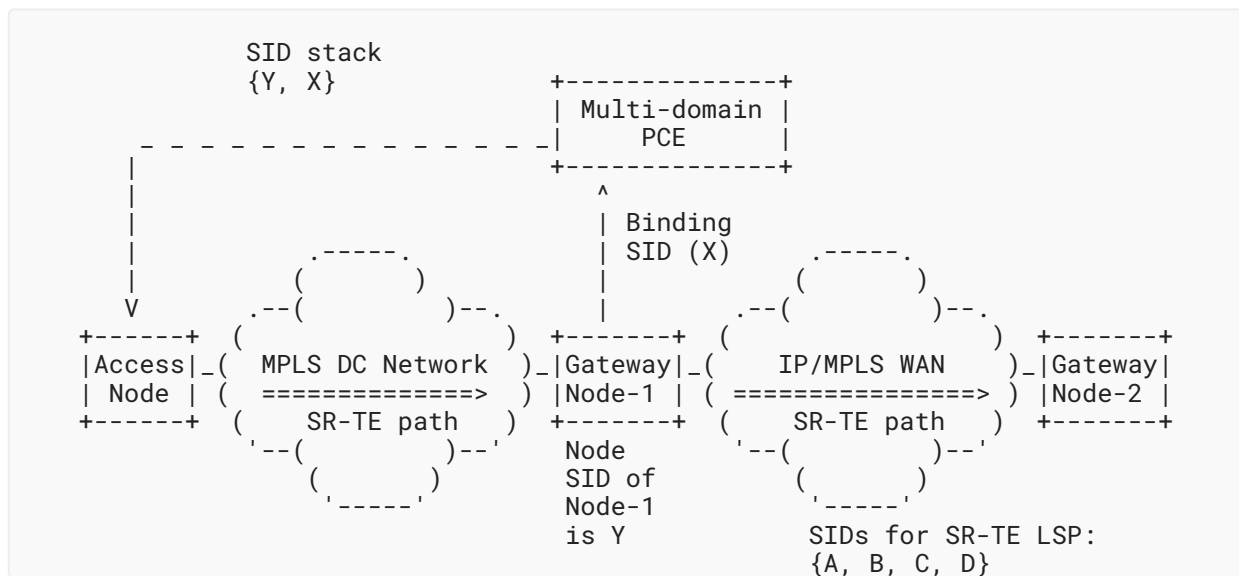 SID stack
{Y, X}
Multi-domain
PCE
Binding
SID (X)
Access
Node
MPLS DC Network
SR-TE path
Gateway
Node-1
IP/MPLS WAN
SR-TE path
Gateway
Node-2
Node
SID of
Node-1
is Y
SIDs for SR-TE LSP:
{A, B, C, D}